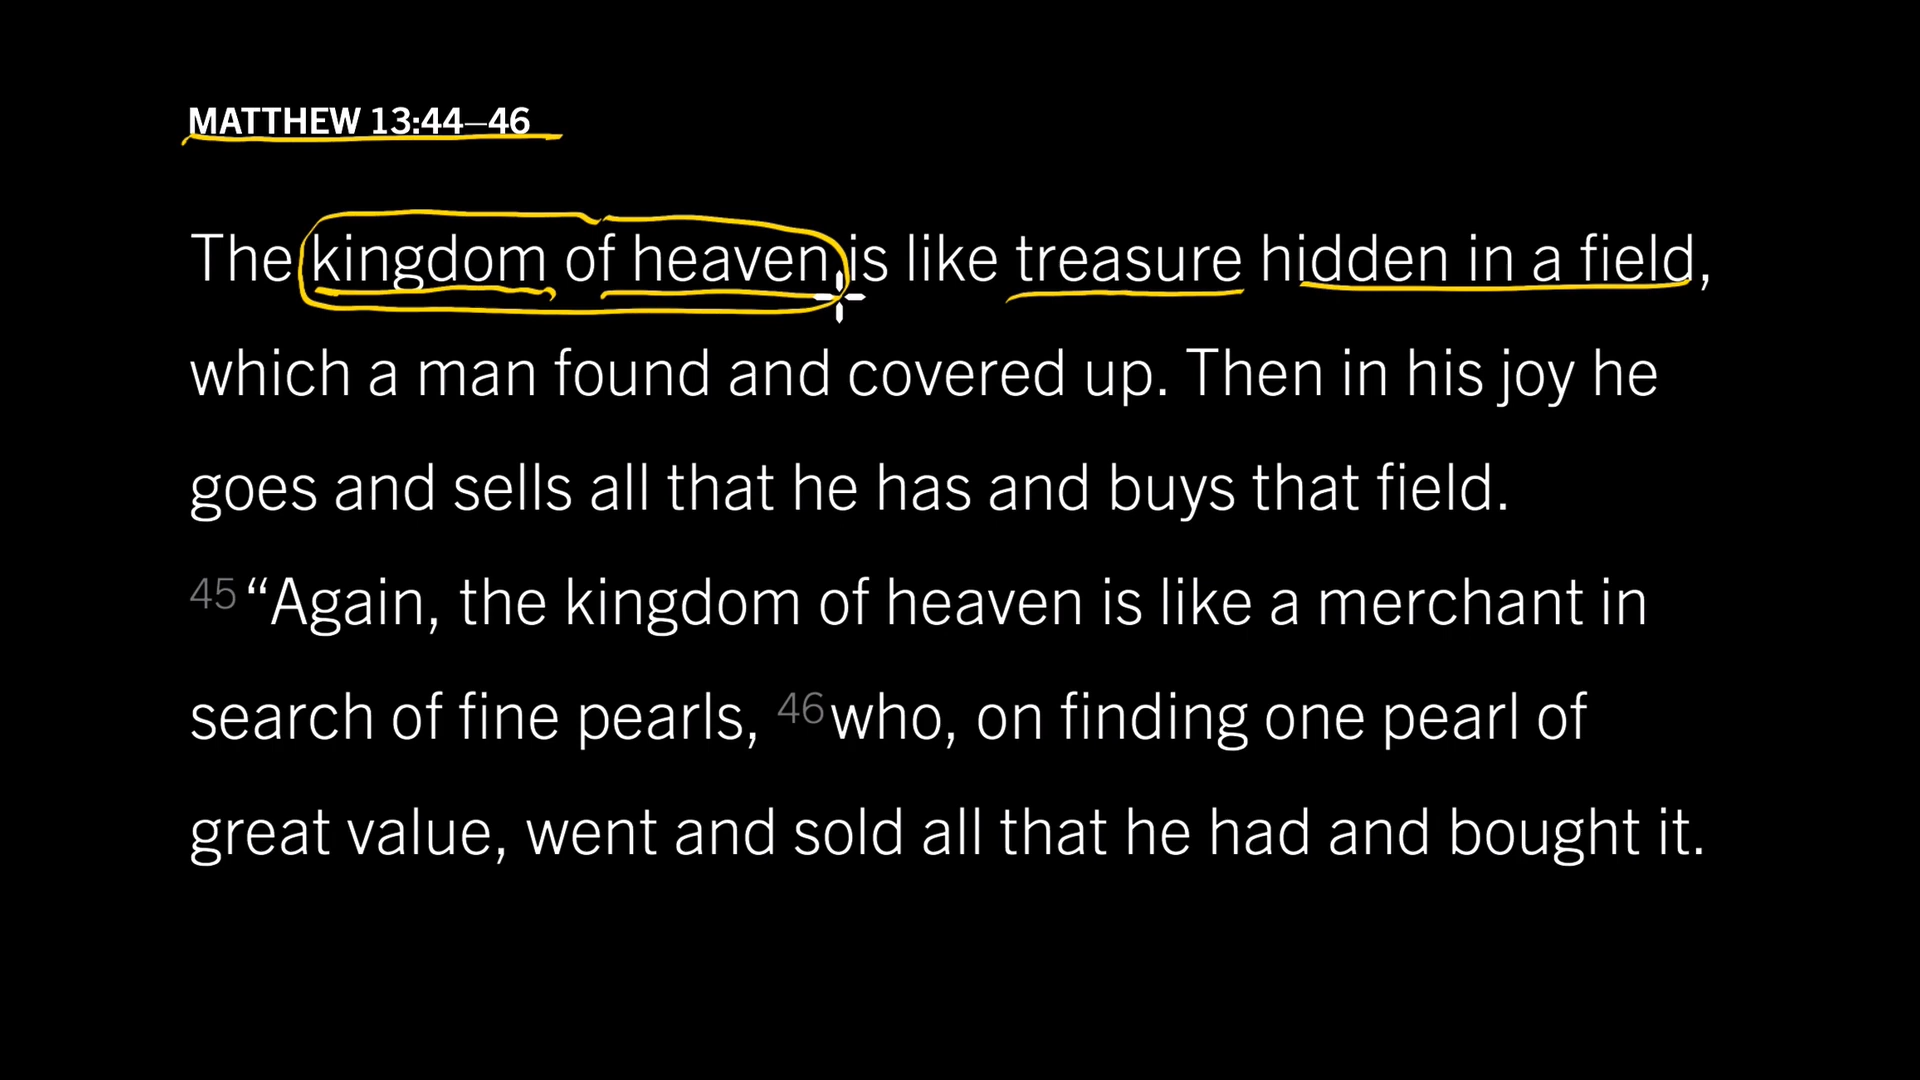 MATTHEW 13:44–46
The kingdom of heaven is like treasure hidden in a field,
which a man found and covered up. Then in his joy he
goes and sells all that he has and buys that field.
45 “Again, the kingdom of heaven is like a merchant in
search of fine pearls, 46 who, on finding one pearl of
great value, went and sold all that he had and bought it.